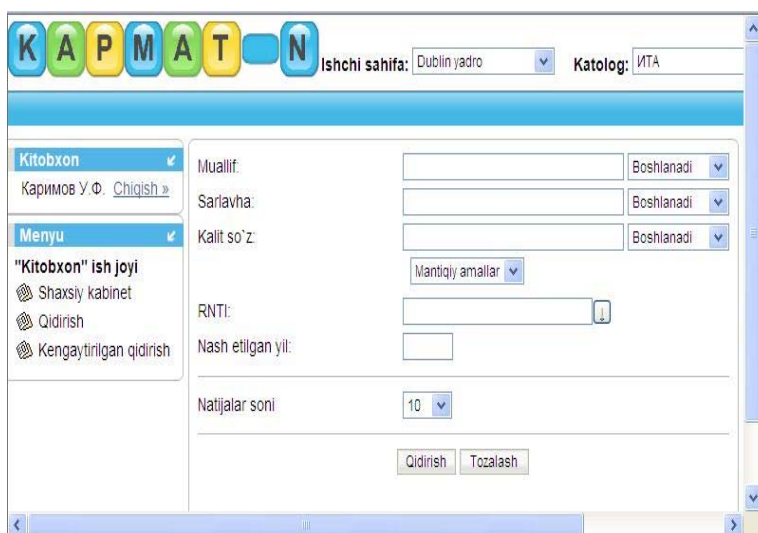 КАРМАТ-N Ishchi sahifa: Dublin yadro Katolog: ИТА
Kitobxon
Каримов У.Ф. Chiqish »
Menyu
"Kitobxon" ish joyi
Shaxsiy kabinet
Qidirish
Kengaytirilgan qidirish
Muallif: Boshlanadi
Sarlavha: Boshlanadi
Kalit so`z: Boshlanadi
Mantiqiy amallar
RNTI:
Nash etilgan yil:
Natijalar soni 10
Qidirish Tozalash